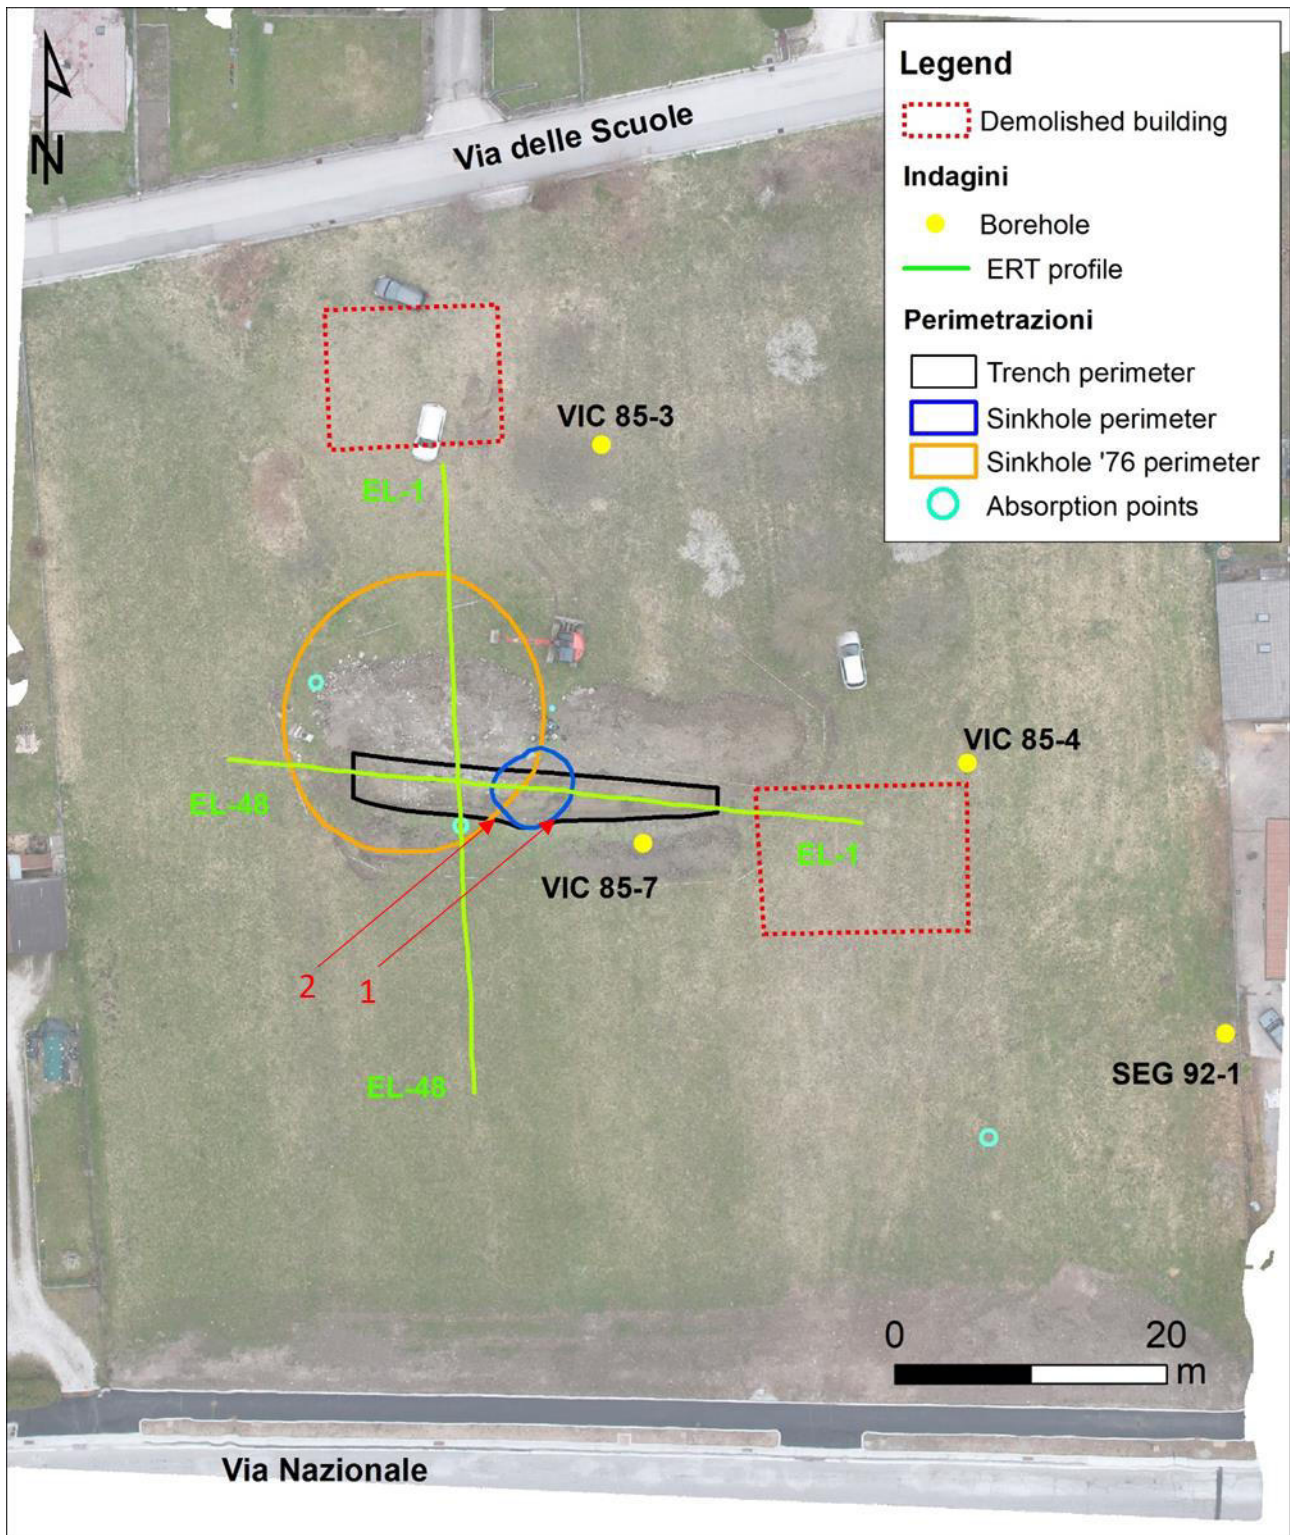 N
Via delle Scuole
Legend
Demolished building
Indagini
Borehole
ERT profile
Perimetrazioni
Trench perimeter
Sinkhole perimeter
Sinkhole '76 perimeter
Absorption points
VIC 85-3
EL-1
VIC 85-4
EL-48
EL-1
VIC 85-7
2 1
SEG 92-1
EL-48
0 20
m
Via Nazionale